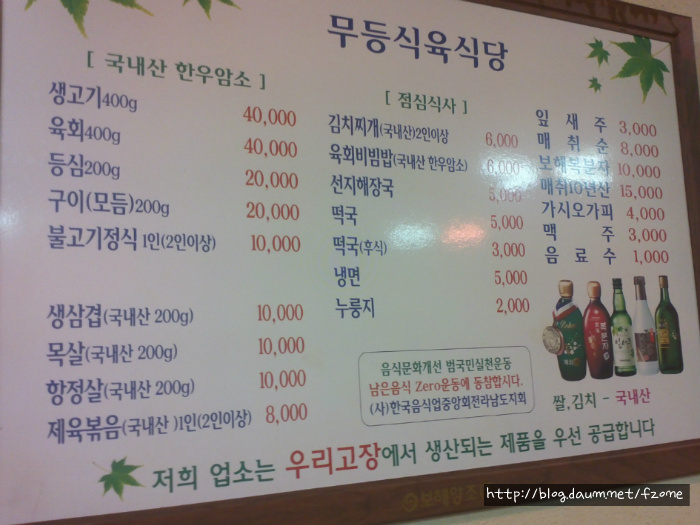 무등식육식당
[ 국내산 한우암소 ]
생고기400g 40,000
육회400g 40,000
등심200g 20,000
구이(모듬)200g 20,000
불고기정식 1인(2인이상) 10,000
생삼겹(국내산 200g) 10,000
목살(국내산 200g) 10,000
항정살(국내산 200g) 10,000
제육볶음(국내산 )1인(2인이상) 8,000
[ 점심식사 ]
김치찌개(국내산)2인이상 6,000
육회비빔밥(국내산 한우암소) 6,000
선지해장국 5,000
떡국 5,000
떡국(후식) 3,000
냉면 5,000
누룽지 2,000
잎새주 3,000
매취순 8,000
보해복분자 10,000
매취10년산 15,000
가시오가피 4,000
맥주 3,000
음료수 1,000
음식문화개선 범국민실천운동
남은음식 Zero운동에 동참합시다.
(사)한국음식업중앙회전라남도지회
쌀,김치 - 국내산
저희 업소는 우리고장에서 생산되는 제품을 우선 공급합니다
http://blog.daum.net/fzome